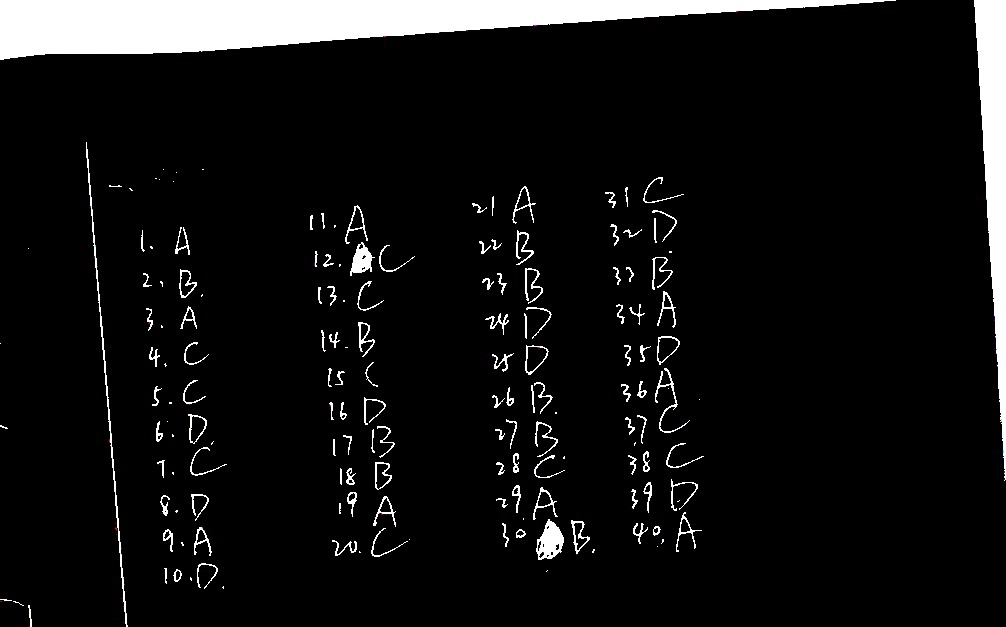 一、
1. A
2. B.
3. A
4. C
5. C
6. D.
7. C
8. D
9. A
10. D.
11. A
12. C
13. C
14. B
15 C
16 D
17 B
18 B
19 A
20. C
21 A
22 B
23 B
24 D
25 D
26 B.
27 B
28 C
29. A
30 B.
31 C
32 D
33 B
34 A
35 D
36 A
37 C
38 C
39 D
40. A